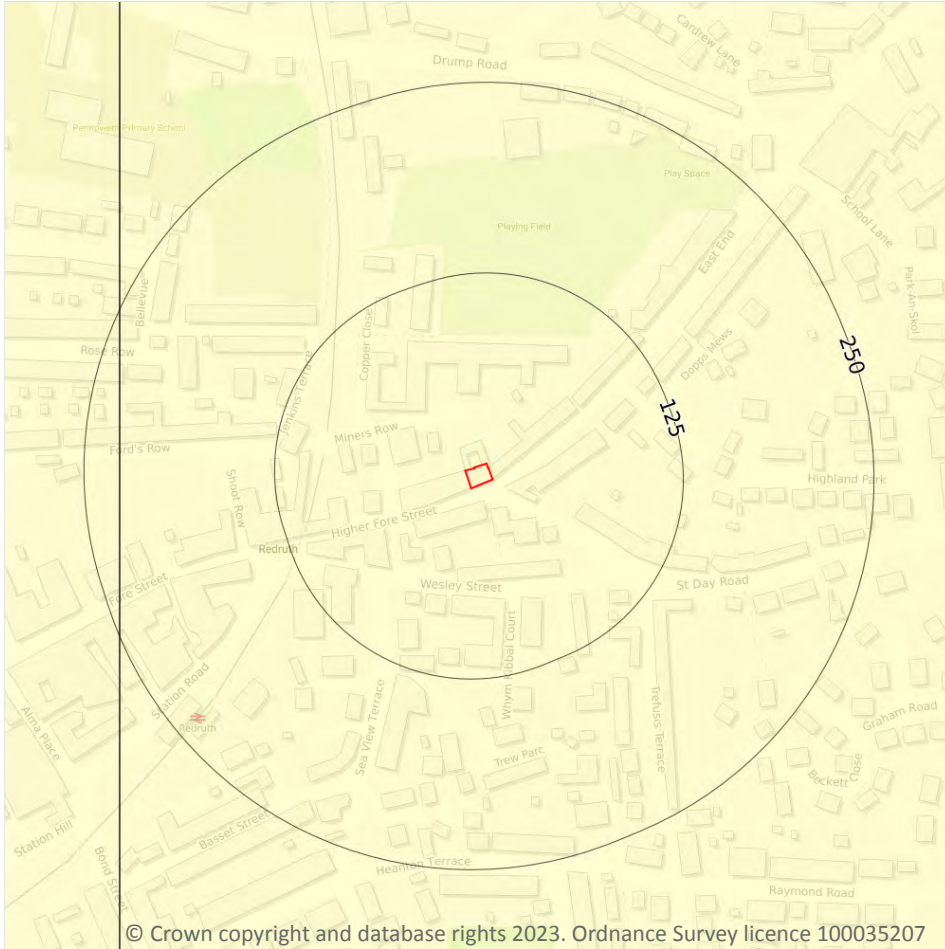 Cardrew Lane
Drump Road
Pennoweth Primary School
Play Space
School Lane
Playing Field
East End
Park-An-Skol
Bellevue
250
Rose Row
Copper Close
Dopps Mews
Jenkins Terrace
125
Miners Row
Ford's Row
Shoot Row
Highland Park
Higher Fore Street
Redruth
Fore Street
Wesley Street
St Day Road
Whym Kibbal Court
Station Road
Redruth
Sea View Terrace
Trefusis Terrace
Alma Place
Graham Road
Trew Parc
Beckett Close
Station Hill
Basset Street
Bond Street
Heanton Terrace
Raymond Road
© Crown copyright and database rights 2023. Ordnance Survey licence 100035207